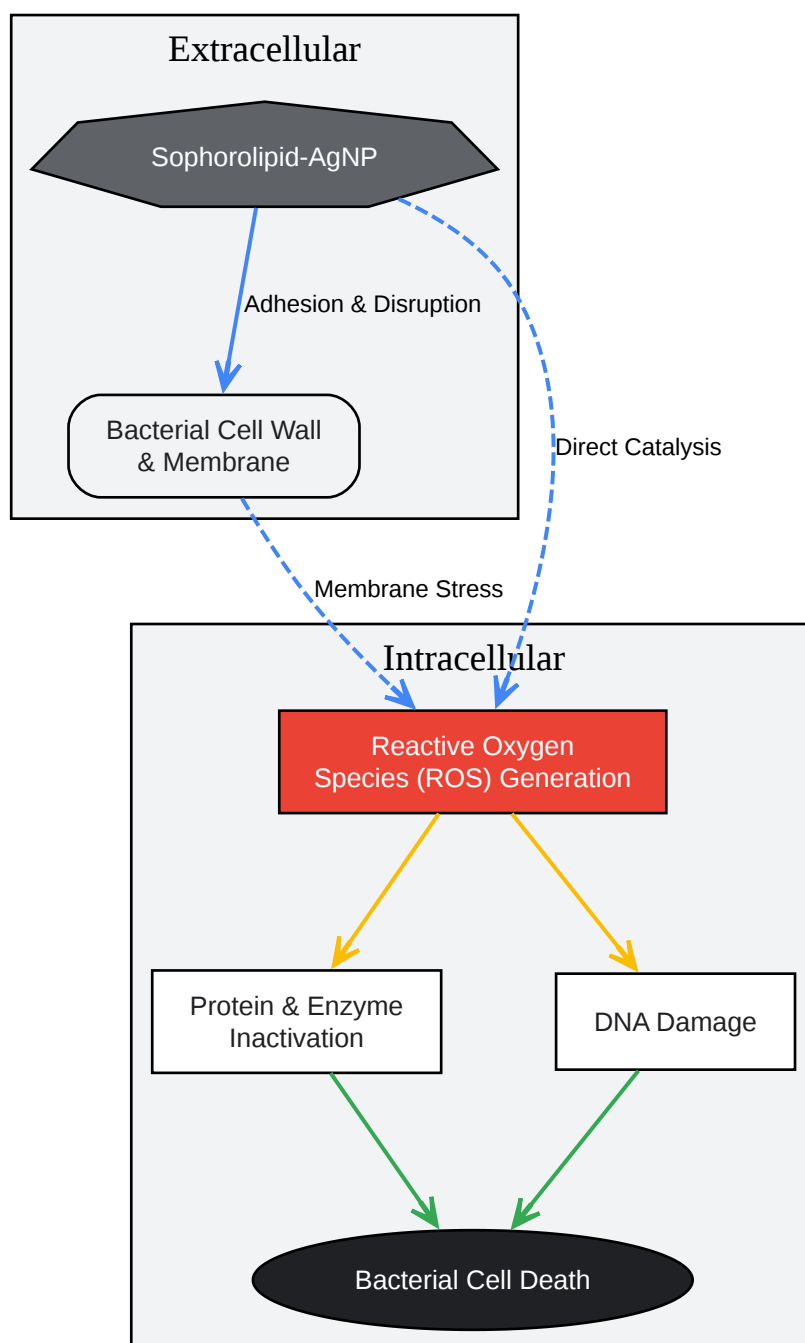 Extracellular
Sophorolipid-AgNP
Adhesion & Disruption
Bacterial Cell Wall
& Membrane
Direct Catalysis
Membrane Stress
Intracellular
Reactive Oxygen
Species (ROS) Generation
Protein & Enzyme
Inactivation
DNA Damage
Bacterial Cell Death